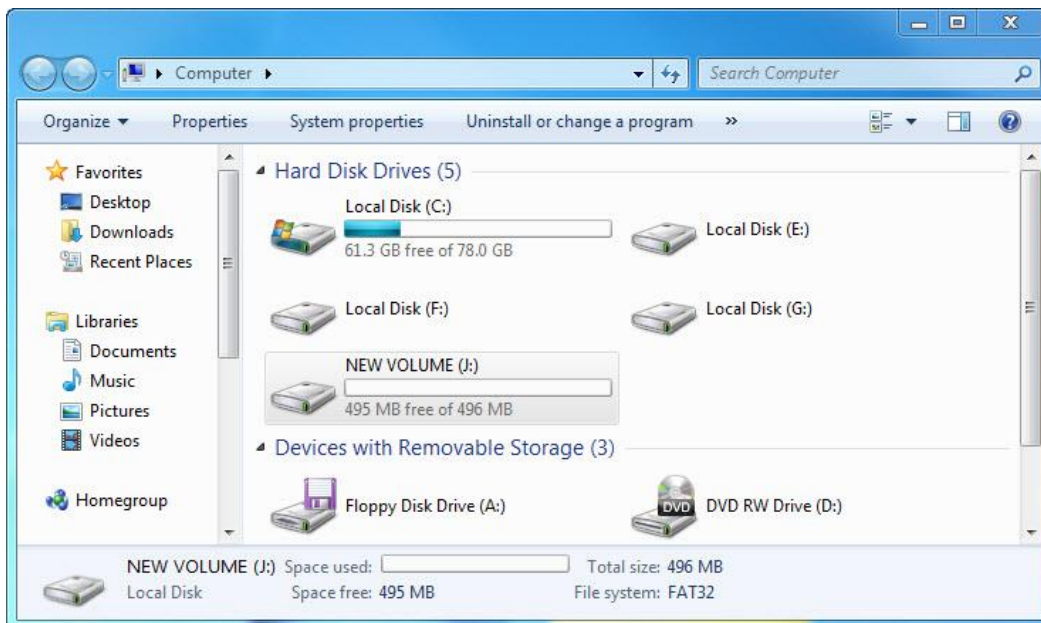 Computer
Search Computer
Organize Properties System properties Uninstall or change a program »
Favorites
Desktop
Downloads
Recent Places
Libraries
Documents
Music
Pictures
Videos
Homegroup
Hard Disk Drives (5)
Local Disk (C:)
61.3 GB free of 78.0 GB
Local Disk (E:)
Local Disk (F:)
Local Disk (G:)
NEW VOLUME (J:)
495 MB free of 496 MB
Devices with Removable Storage (3)
Floppy Disk Drive (A:)
DVD
DVD RW Drive (D:)
NEW VOLUME (J:) Space used: Total size: 496 MB
Local Disk Space free: 495 MB File system: FAT32